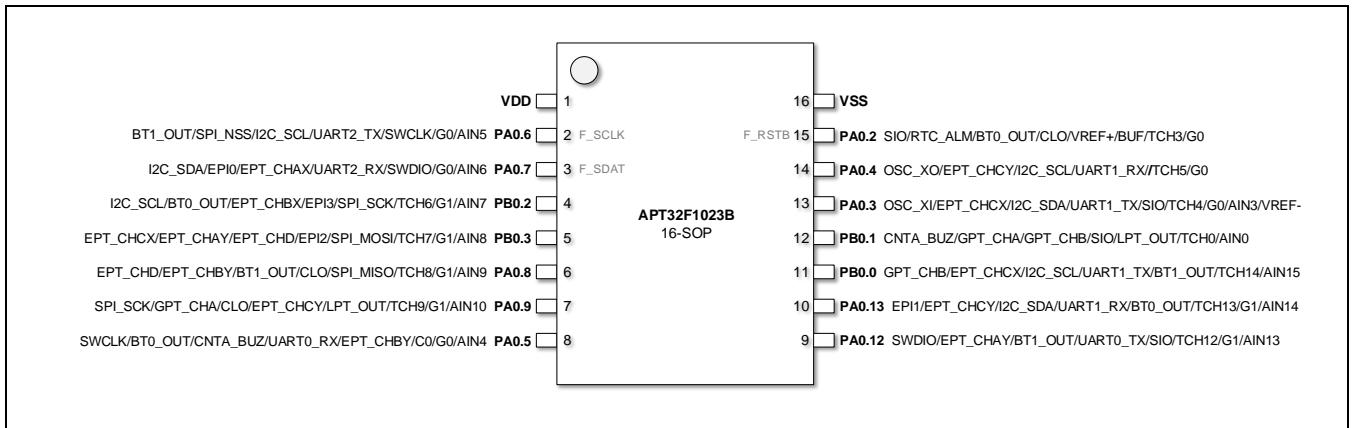 VDD 1 16 VSS
BT1_OUT/SPI_NSS/I2C_SCL/UART2_TX/SWCLK/G0/AIN5 PA0.6 2 F_SCLK F_RSTB 15 PA0.2 SIO/RTC_ALM/BT0_OUT/CLO/VREF+/BUF/TCH3/G0
I2C_SDA/EPI0/EPT_CHAX/UART2_RX/SWDIO/G0/AIN6 PA0.7 3 F_SDAT 14 PA0.4 OSC_XO/EPT_CHCY/I2C_SCL/UART1_RX//TCH5/G0
I2C_SCL/BT0_OUT/EPT_CHBX/EPI3/SPI_SCK/TCH6/G1/AIN7 PB0.2 4 13 PA0.3 OSC_XI/EPT_CHCX/I2C_SDA/UART1_TX/SIO/TCH4/G0/AIN3/VREF-
APT32F1023B
16-SOP
EPT_CHCX/EPT_CHAY/EPT_CHD/EPI2/SPI_MOSI/TCH7/G1/AIN8 PB0.3 5 12 PB0.1 CNTA_BUZ/GPT_CHA/GPT_CHB/SIO/LPT_OUT/TCH0/AIN0
EPT_CHD/EPT_CHBY/BT1_OUT/CLO/SPI_MISO/TCH8/G1/AIN9 PA0.8 6 11 PB0.0 GPT_CHB/EPT_CHCX/I2C_SCL/UART1_TX/BT1_OUT/TCH14/AIN15
SPI_SCK/GPT_CHA/CLO/EPT_CHCY/LPT_OUT/TCH9/G1/AIN10 PA0.9 7 10 PA0.13 EPI1/EPT_CHCY/I2C_SDA/UART1_RX/BT0_OUT/TCH13/G1/AIN14
SWCLK/BT0_OUT/CNTA_BUZ/UART0_RX/EPT_CHBY/C0/G0/AIN4 PA0.5 8 9 PA0.12 SWDIO/EPT_CHAY/BT1_OUT/UART0_TX/SIO/TCH12/G1/AIN13